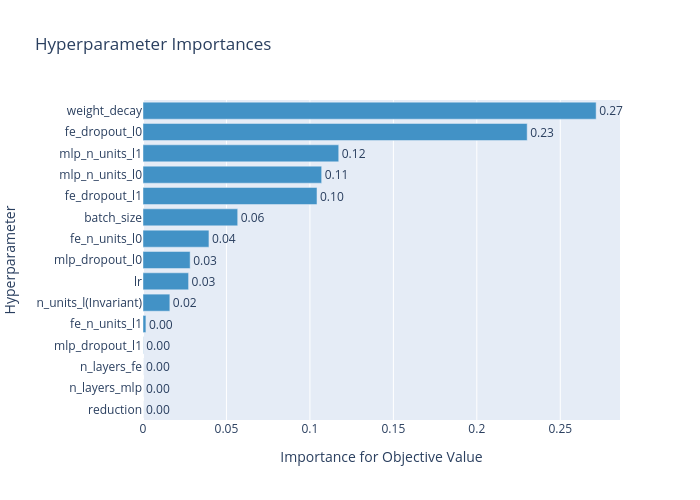 Hyperparameter Importances
Hyperparameter
weight_decay 0.27
fe_dropout_l0 0.23
mlp_n_units_l1 0.12
mlp_n_units_l0 0.11
fe_dropout_l1 0.10
batch_size 0.06
fe_n_units_l0 0.04
mlp_dropout_l0 0.03
lr 0.03
n_units_l(Invariant) 0.02
fe_n_units_l1 0.00
mlp_dropout_l1 0.00
n_layers_fe 0.00
n_layers_mlp 0.00
reduction 0.00
0 0.05 0.1 0.15 0.2 0.25
Importance for Objective Value